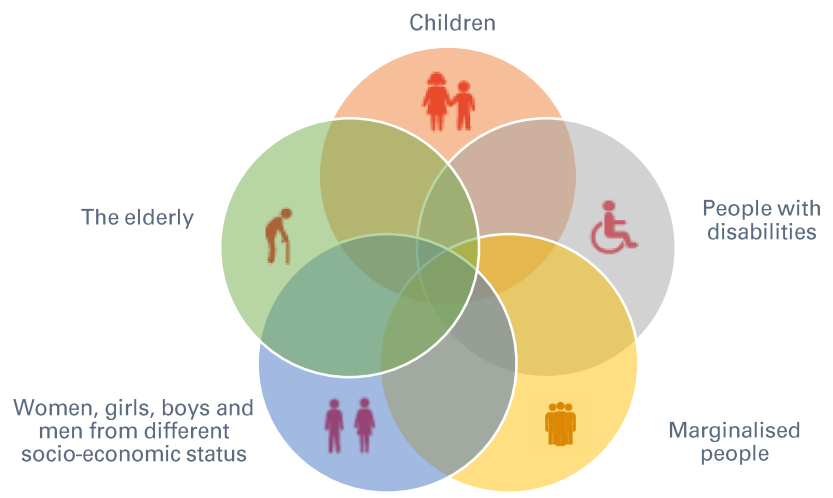 Children
The elderly
People with
disabilities
Women, girls, boys and
men from different
socio-economic status
Marginalised
people